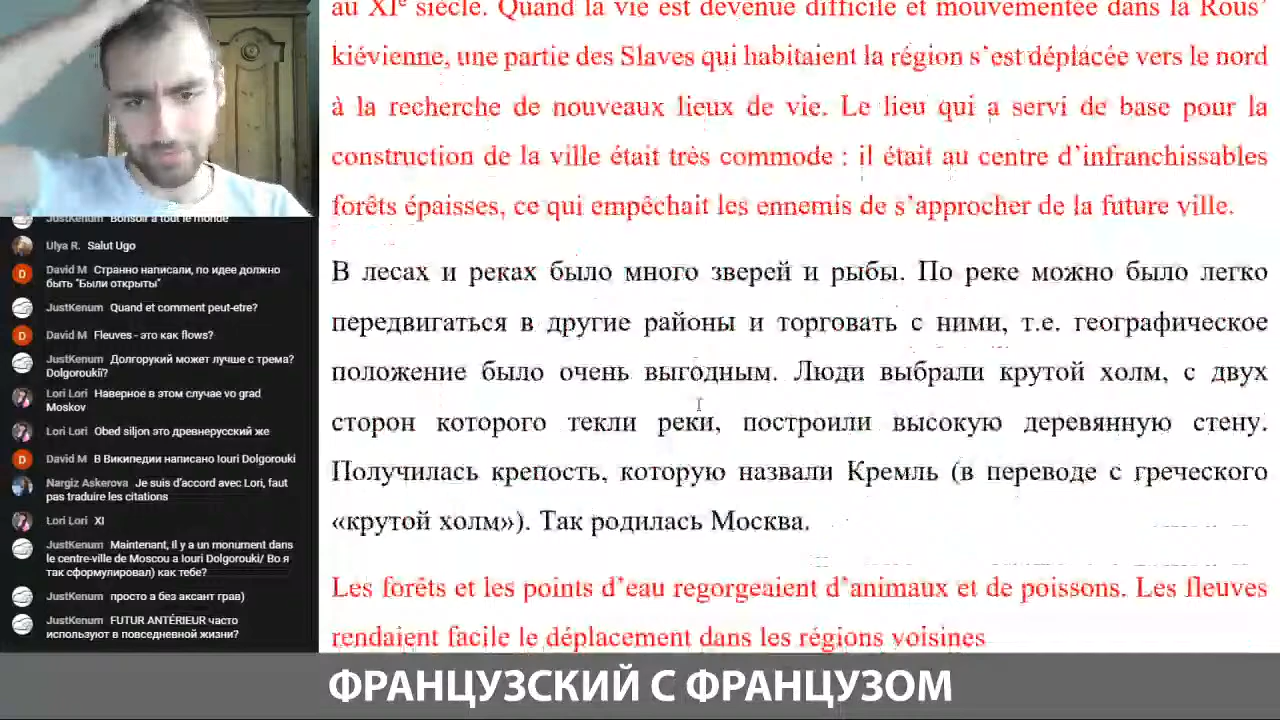 JustKenum Bonsoir à tout le monde
Ulya R. Salut Ugo
David M Странно написали, по идее должно
быть "Были открыты"
JustKenum Quand et comment peut-etre?
David M Fleuves - это как flows?
JustKenum Долгорукий может лучше с трема?
Dolgoroukiï?
Lori Lori Наверное в этом случае vo grad
Moskov
Lori Lori Obed siljon это древнерусский же
David M В Википедии написано Iouri Dolgorouki
Nargiz Askerova Je suis d'accord avec Lori, faut
pas traduire les citations
Lori Lori XI
JustKenum Maintenant, Il y a un monument dans
le centre-ville de Moscou a Iouri Dolgorouki/ Во я
так сформулировал) как тебе?
JustKenum просто а без аксант грав)
JustKenum FUTUR ANTÉRIEUR часто
используют в повседневной жизни?
au XIᵉ siècle. Quand la vie est devenue difficile et mouvementée dans la Rous'
kiévienne, une partie des Slaves qui habitaient la région s'est déplacée vers le nord
à la recherche de nouveaux lieux de vie. Le lieu qui a servi de base pour la
construction de la ville était très commode : il était au centre d'infranchissables
forêts épaisses, ce qui empêchait les ennemis de s'approcher de la future ville.
В лесах и реках было много зверей и рыбы. По реке можно было легко
передвигаться в другие районы и торговать с ними, т.е. географическое
положение было очень выгодным. Люди выбрали крутой холм, с двух
сторон которого текли реки, построили высокую деревянную стену.
Получилась крепость, которую назвали Кремль (в переводе с греческого
«крутой холм»). Так родилась Москва.
Les forêts et les points d'eau regorgeaient d'animaux et de poissons. Les fleuves
rendaient facile le déplacement dans les régions voisines
ФРАНЦУЗСКИЙ С ФРАНЦУЗОМ